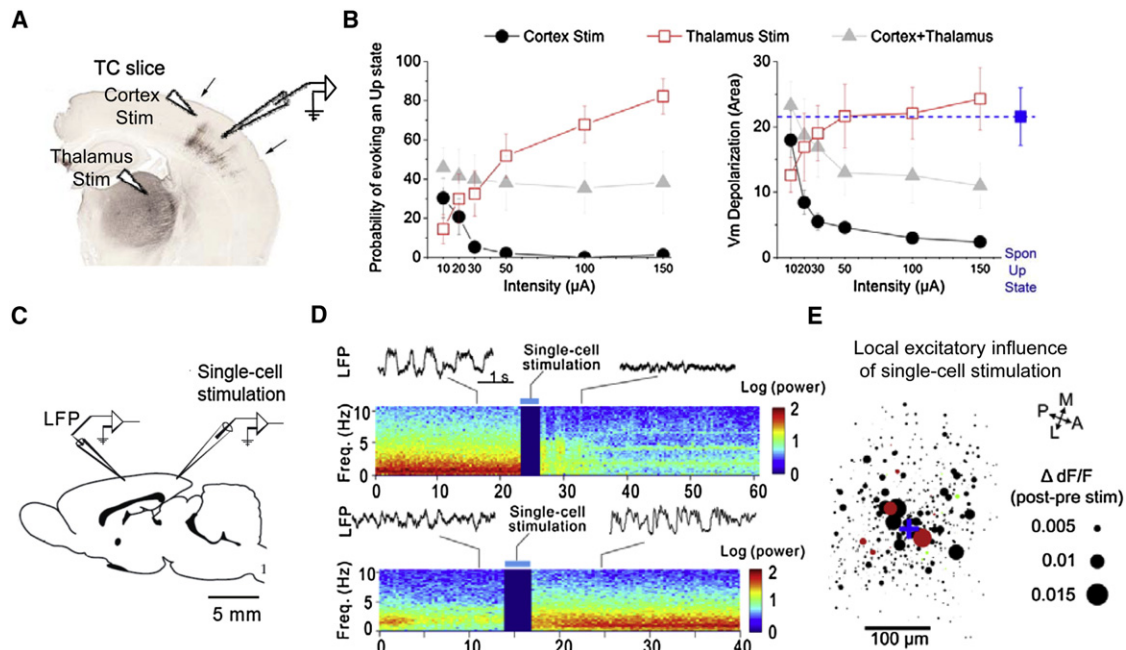 A
TC slice
Cortex
Stim
Thalamus
Stim
B
Cortex Stim
Thalamus Stim
Cortex+Thalamus
Probability of evoking an Up state
100
80
60
40
20
0
10 20 30 50 100 150
Intensity (µA)
Vm Depolarization (Area)
30
20
10
0
10 20 30 50 100 150
Intensity (µA)
Spon
Up
State
C
LFP
Single-cell
stimulation
1
5 mm
D
LFP
1 s
Single-cell
stimulation
Log (power)
2
1
0
Freq. (Hz)
10
5
0
0 10 20 30 40 50 60
LFP
Single-cell
stimulation
Log (power)
2
1
0
Freq. (Hz)
10
5
0
0 10 20 30 40
E
Local excitatory influence
of single-cell stimulation
M
P
A
L
Δ dF/F
(post-pre stim)
0.005
0.01
0.015
100 µm